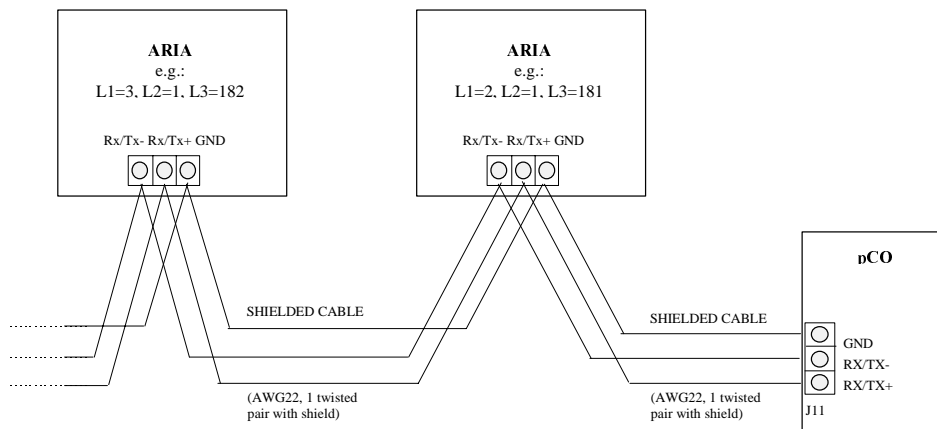 ARIA
e.g.:
L1=3, L2=1, L3=182
Rx/Tx- Rx/Tx+ GND
ARIA
e.g.:
L1=2, L2=1, L3=181
Rx/Tx- Rx/Tx+ GND
pCO
SHIELDED CABLE
SHIELDED CABLE
GND
RX/TX-
RX/TX+
J11
(AWG22, 1 twisted
pair with shield)
(AWG22, 1 twisted
pair with shield)